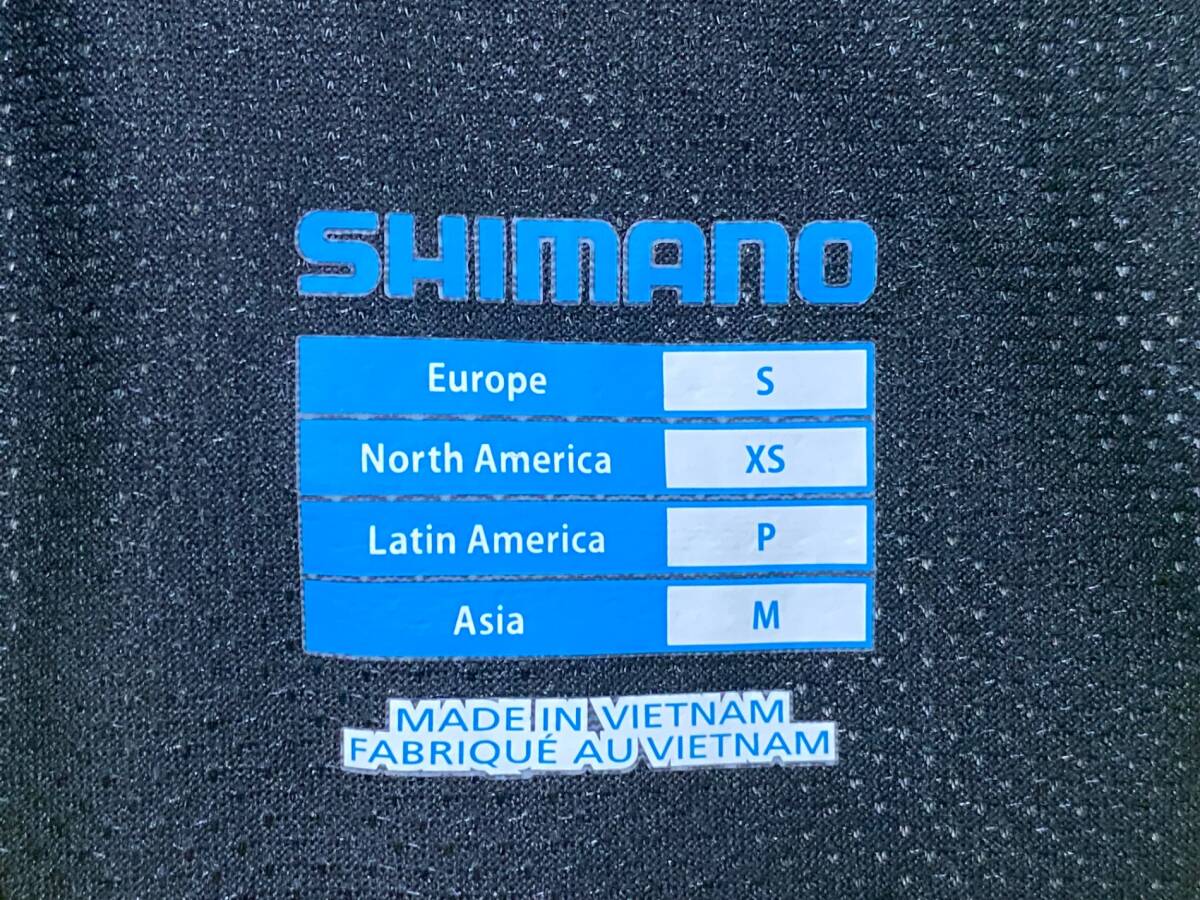 SHIMANO
Europe S
North America XS
Latin America P
Asia M
MADE IN VIETNAM
FABRIQUÉ AU VIETNAM